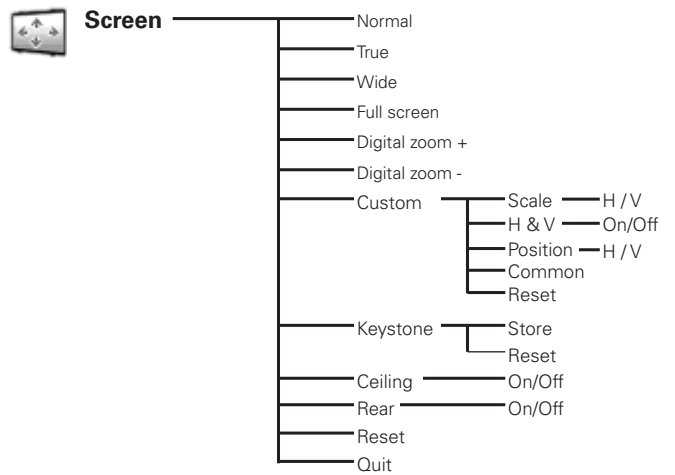 Screen Normal
True
Wide
Full screen
Digital zoom +
Digital zoom -
Custom Scale H / V
H & V On/Off
Position H / V
Common
Reset
Keystone Store
Reset
Ceiling On/Off
Rear On/Off
Reset
Quit